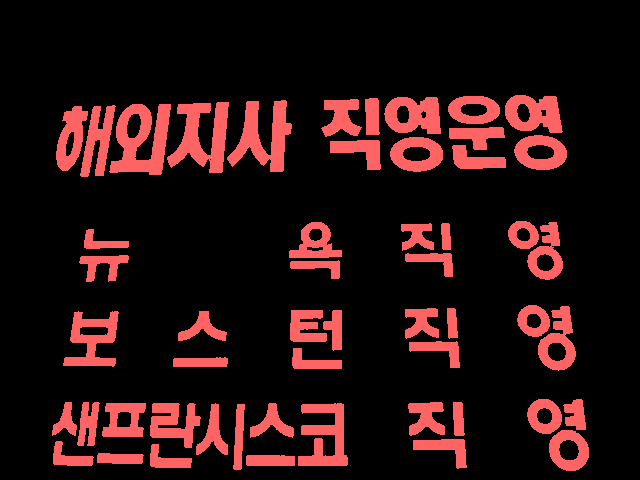 해외지사 직영운영
뉴 욕 직 영
보 스 턴 직 영
샌프란시스코 직 영